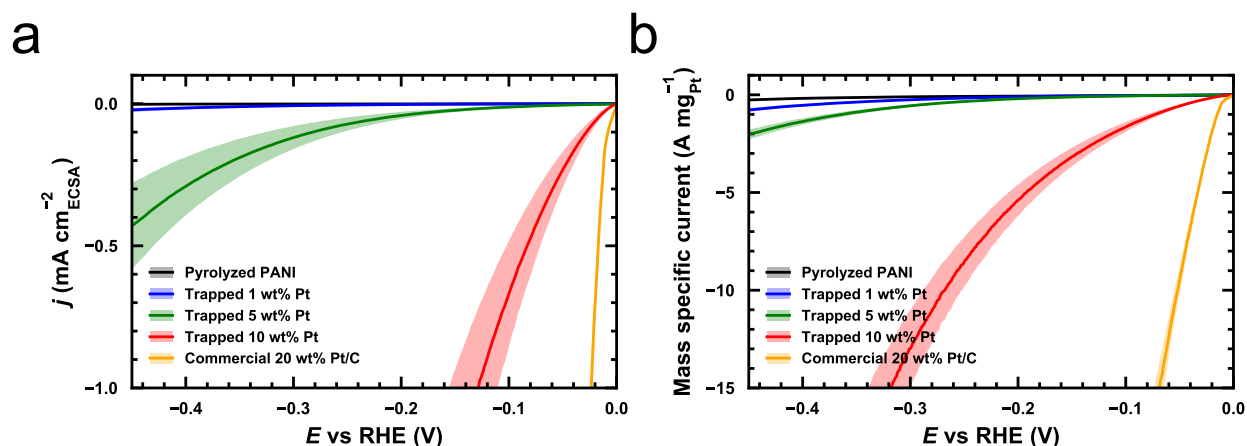 a
j (mA cm⁻²ECSA)
0.0
−0.5
−1.0
Pyrolyzed PANI
Trapped 1 wt% Pt
Trapped 5 wt% Pt
Trapped 10 wt% Pt
Commercial 20 wt% Pt/C
−0.4 −0.3 −0.2 −0.1 0.0
E vs RHE (V)
b
Mass specific current (A mg⁻¹Pt)
0
−5
−10
−15
Pyrolyzed PANI
Trapped 1 wt% Pt
Trapped 5 wt% Pt
Trapped 10 wt% Pt
Commercial 20 wt% Pt/C
−0.4 −0.3 −0.2 −0.1 0.0
E vs RHE (V)